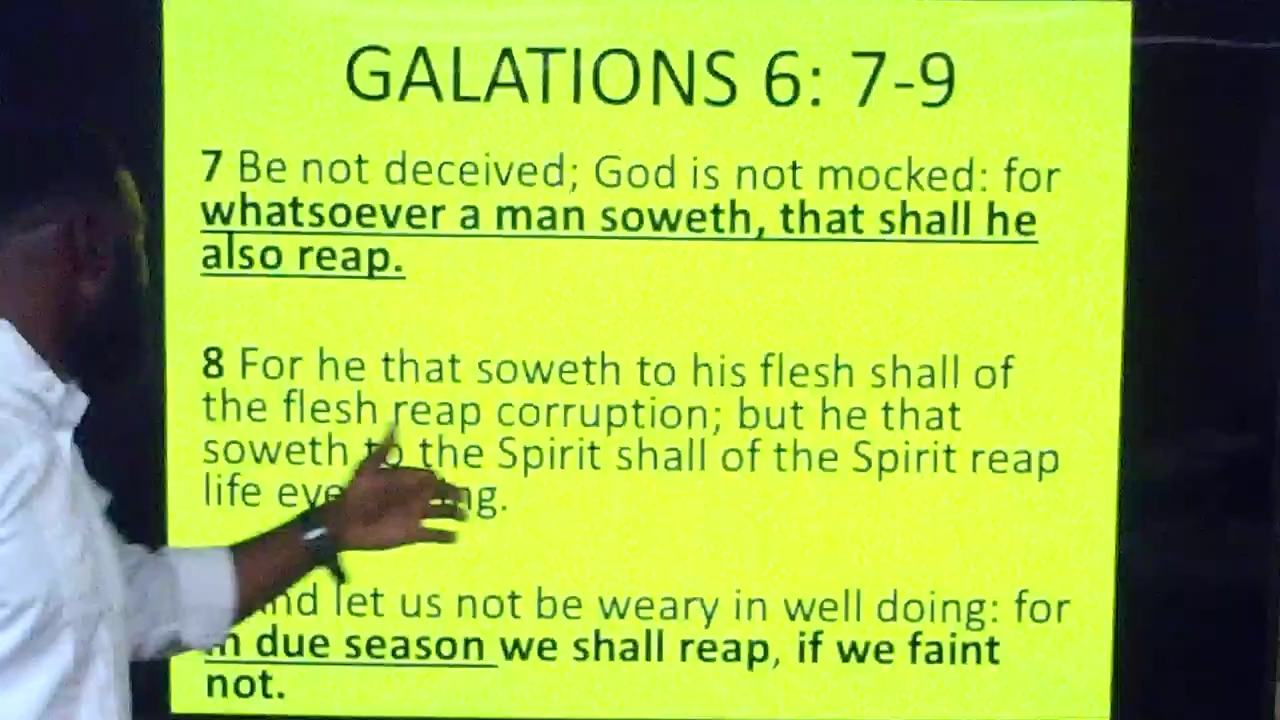 GALATIONS 6: 7-9
7 Be not deceived; God is not mocked: for
whatsoever a man soweth, that shall he
also reap.
8 For he that soweth to his flesh shall of
the flesh reap corruption; but he that
soweth to the Spirit shall of the Spirit reap
life
let us not be weary in well doing: for
in due season we shall reap, if we faint
not.